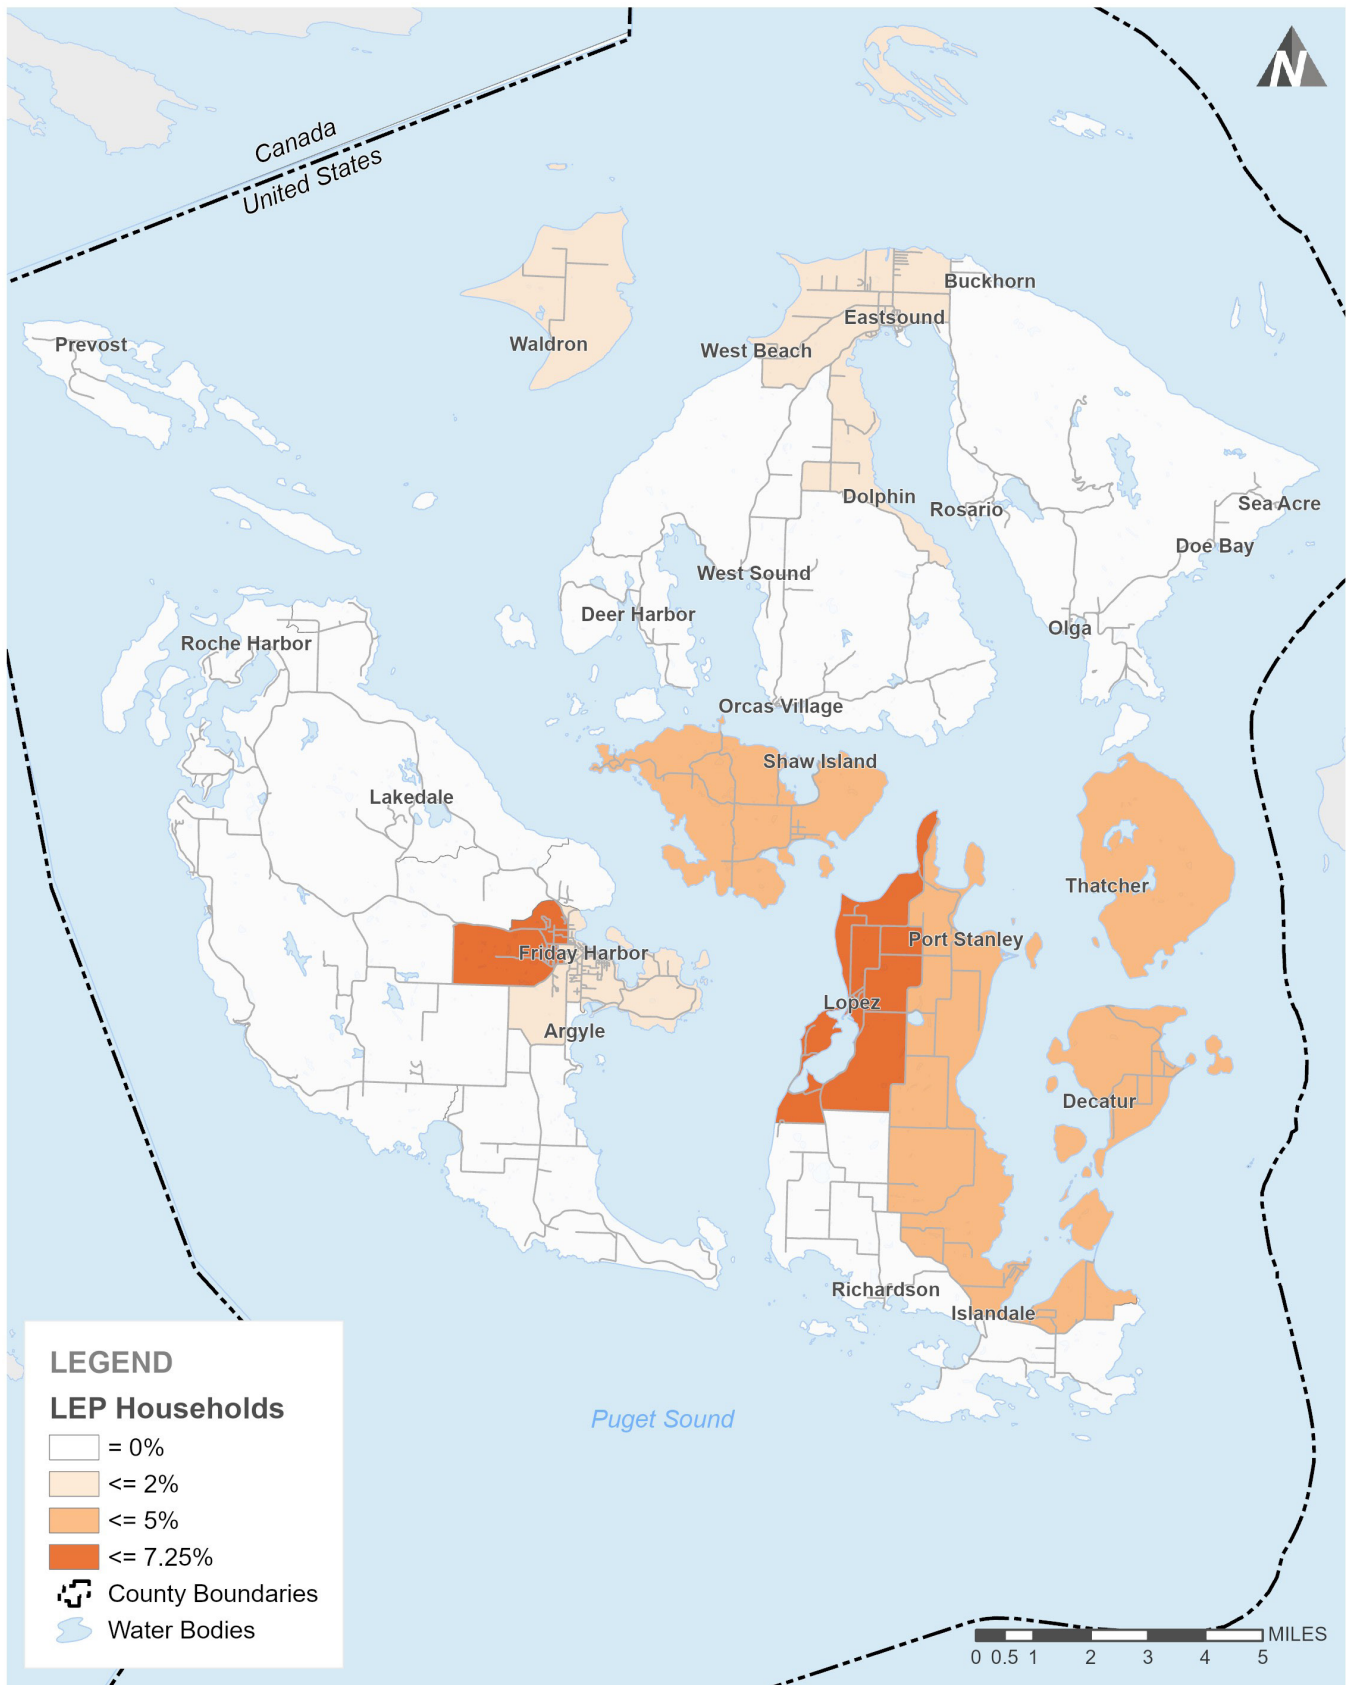 N
Canada
United States
Buckhorn
Eastsound
Prevost
Waldron
West Beach
Dolphin
Rosario
Sea Acre
Doe Bay
West Sound
Deer Harbor
Olga
Roche Harbor
Orcas Village
Shaw Island
Lakedale
Thatcher
Port Stanley
Friday Harbor
Lopez
Argyle
Decatur
Richardson
Islandale
Puget Sound
LEGEND
LEP Households
= 0%
<= 2%
<= 5%
<= 7.25%
County Boundaries
Water Bodies
MILES
0 0.5 1 2 3 4 5